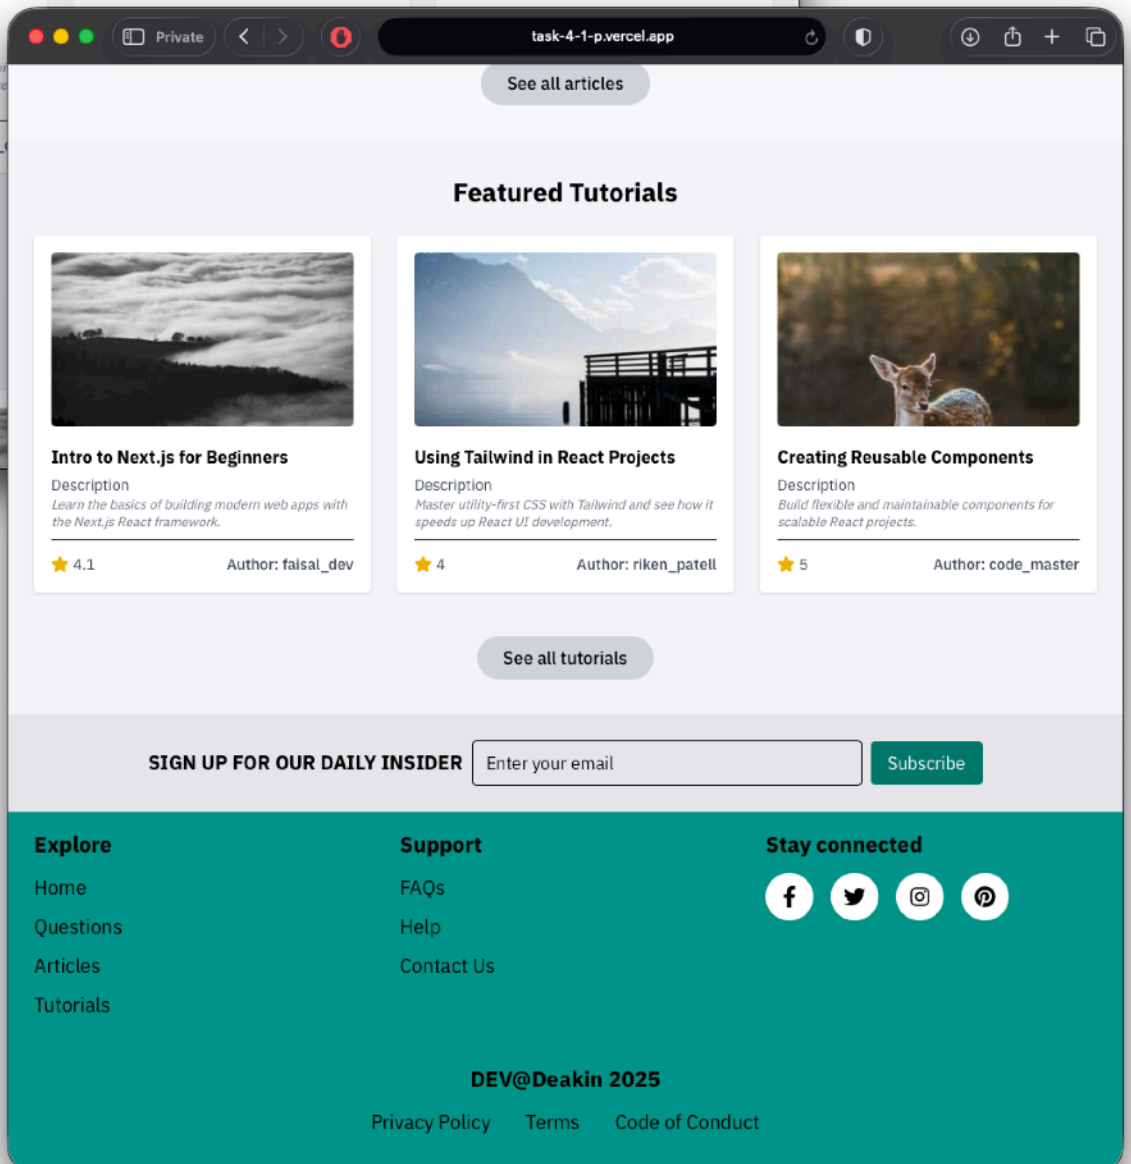 Private
task-4-1-p.vercel.app
See all articles
Featured Tutorials
Intro to Next.js for Beginners
Description
Learn the basics of building modern web apps with
the Next.js React framework.
4.1
Author: faisal_dev
Using Tailwind in React Projects
Description
Master utility-first CSS with Tailwind and see how it
speeds up React UI development.
4
Author: riken_patell
Creating Reusable Components
Description
Build flexible and maintainable components for
scalable React projects.
5
Author: code_master
See all tutorials
SIGN UP FOR OUR DAILY INSIDER
Enter your email
Subscribe
Explore
Home
Questions
Articles
Tutorials
Support
FAQs
Help
Contact Us
Stay connected
DEV@Deakin 2025
Privacy Policy Terms Code of Conduct